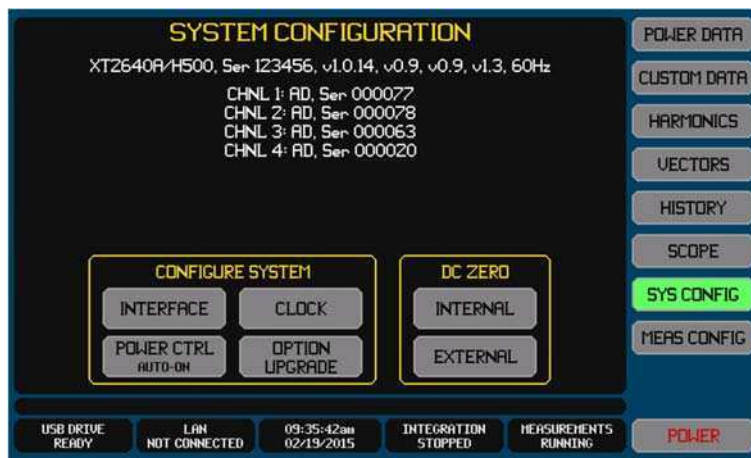 SYSTEM CONFIGURATION
XT2640A/H500, Ser 123456, v1.0.14, v0.9, v0.9, v1.3, 60Hz
CHNL 1: AD, Ser 000077
CHNL 2: AD, Ser 000078
CHNL 3: AD, Ser 000063
CHNL 4: AD, Ser 000020
CONFIGURE SYSTEM
INTERFACE
CLOCK
POWER CTRL
AUTO-ON
OPTION
UPGRADE
DC ZERO
INTERNAL
EXTERNAL
POWER DATA
CUSTOM DATA
HARMONICS
VECTORS
HISTORY
SCOPE
SYS CONFIG
MEAS CONFIG
USB DRIVE
READY
LAN
NOT CONNECTED
09:35:42am
02/19/2015
INTEGRATION
STOPPED
MEASUREMENTS
RUNNING
POWER